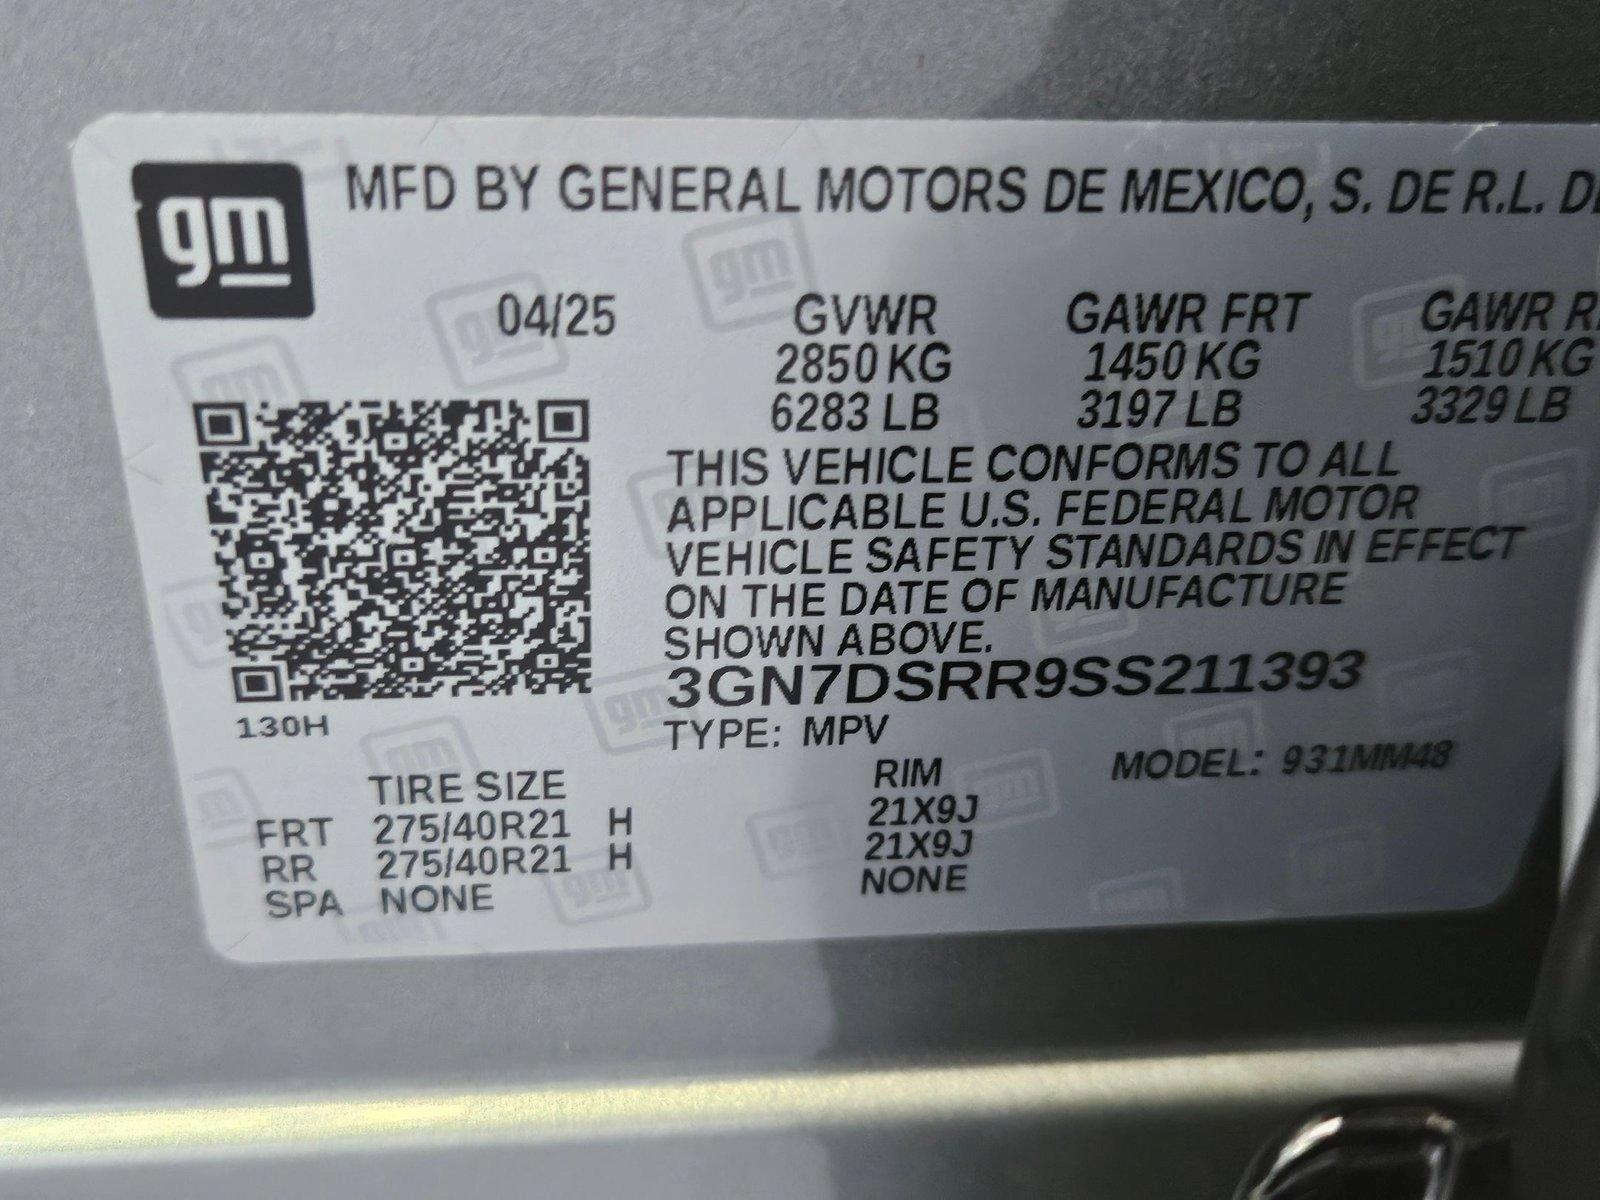 gm
MFD BY GENERAL MOTORS DE MEXICO, S. DE R.L.
04/25 GVWR GAWR FRT GAWR
2850 KG 1450 KG 1510 KG
6283 LB 3197 LB 3329 LB
THIS VEHICLE CONFORMS TO ALL
APPLICABLE U.S. FEDERAL MOTOR
VEHICLE SAFETY STANDARDS IN EFFECT
ON THE DATE OF MANUFACTURE
SHOWN ABOVE.
3GN7DSRR9SS211393
130H
TYPE: MPV
MODEL: 931MM48
TIRE SIZE RIM
FRT 275/40R21 H 21X9J
RR 275/40R21 H 21X9J
SPA NONE NONE